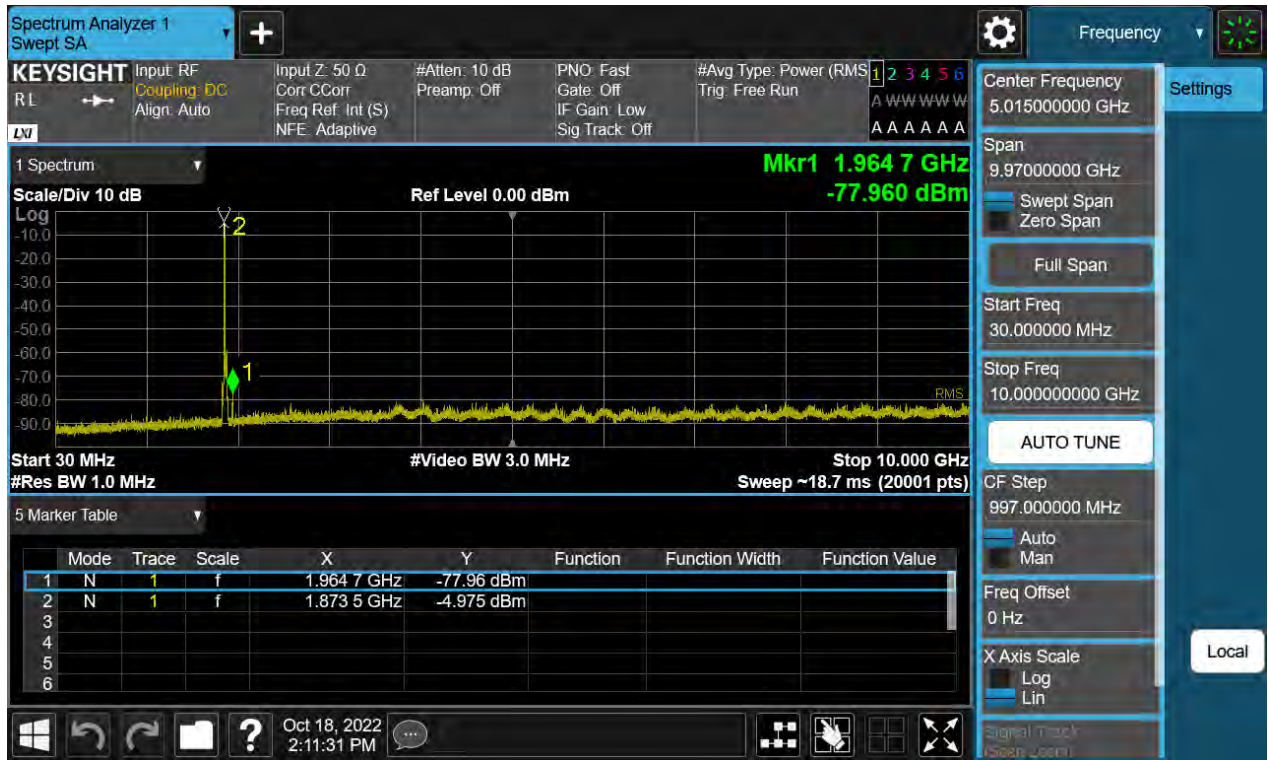 Spectrum Analyzer 1
Swept SA
+
Frequency
KEYSIGHT
RL
LXI
Input: RF
Coupling: DC
Align: Auto
Input Z: 50 Ω
Corr CCorr
Freq Ref: Int (S)
NFE: Adaptive
#Atten: 10 dB
Preamp: Off
PNO: Fast
Gate: Off
IF Gain: Low
Sig Track: Off
#Avg Type: Power (RMS
Trig: Free Run
1 2 3 4 5 6
A W W W W W
A A A A A A
1 Spectrum
Scale/Div 10 dB
Ref Level 0.00 dBm
Mkr1 1.964 7 GHz
-77.960 dBm
Log
-10.0
-20.0
-30.0
-40.0
-50.0
-60.0
-70.0
-80.0
-90.0
2
1
RMS
Start 30 MHz
#Video BW 3.0 MHz
Stop 10.000 GHz
#Res BW 1.0 MHz
Sweep ~18.7 ms (20001 pts)
5 Marker Table
Mode Trace Scale X Y Function Function Width Function Value
1 N 1 f 1.964 7 GHz -77.96 dBm
2 N 1 f 1.873 5 GHz -4.975 dBm
3
4
5
6
Oct 18, 2022
2:11:31 PM
?
Center Frequency
5.015000000 GHz
Settings
Span
9.97000000 GHz
Swept Span
Zero Span
Full Span
Start Freq
30.000000 MHz
Stop Freq
10.000000000 GHz
AUTO TUNE
CF Step
997.000000 MHz
Auto
Man
Freq Offset
0 Hz
X Axis Scale
Log
Lin
Local
Signal Track
(Span Zoom)